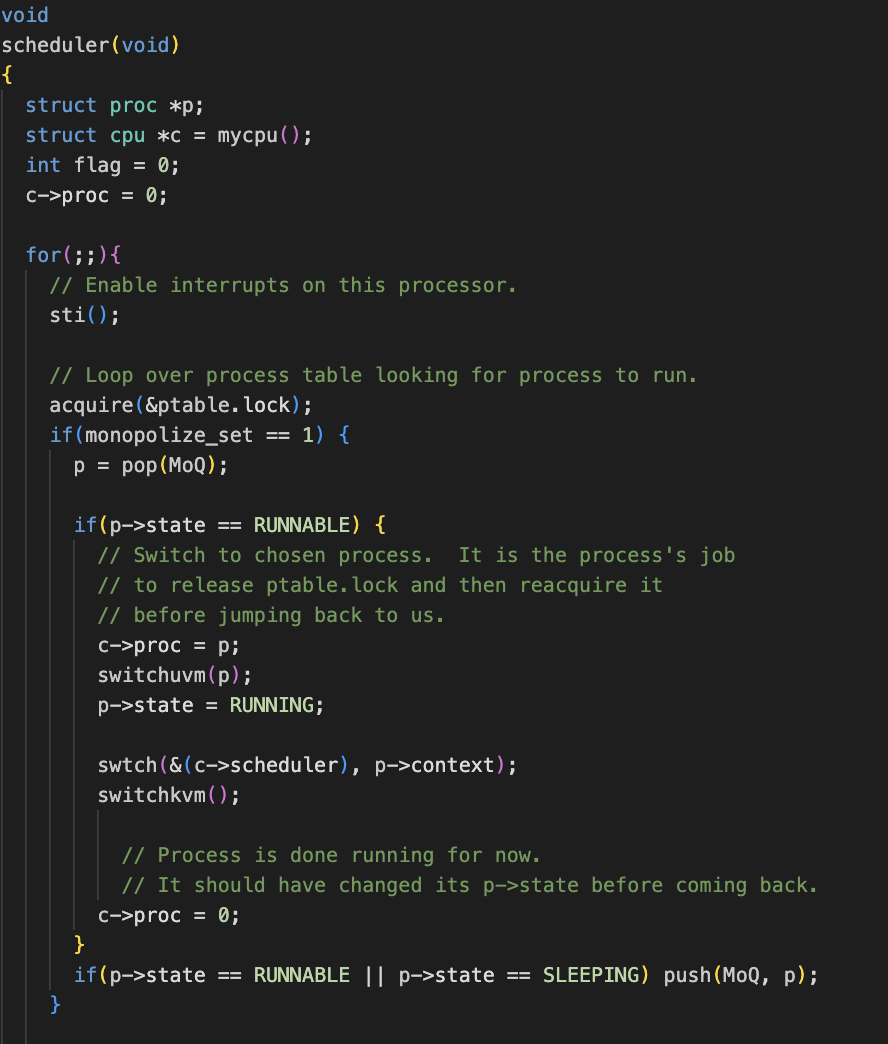 void
scheduler(void)
{
  struct proc *p;
  struct cpu *c = mycpu();
  int flag = 0;
  c->proc = 0;

  for(;;){
    // Enable interrupts on this processor.
    sti();

    // Loop over process table looking for process to run.
    acquire(&ptable.lock);
    if(monopolize_set == 1) {
      p = pop(MoQ);

      if(p->state == RUNNABLE) {
        // Switch to chosen process.  It is the process's job
        // to release ptable.lock and then reacquire it
        // before jumping back to us.
        c->proc = p;
        switchuvm(p);
        p->state = RUNNING;

        swtch(&(c->scheduler), p->context);
        switchkvm();

          // Process is done running for now.
          // It should have changed its p->state before coming back.
        c->proc = 0;
      }
      if(p->state == RUNNABLE || p->state == SLEEPING) push(MoQ, p);
    }